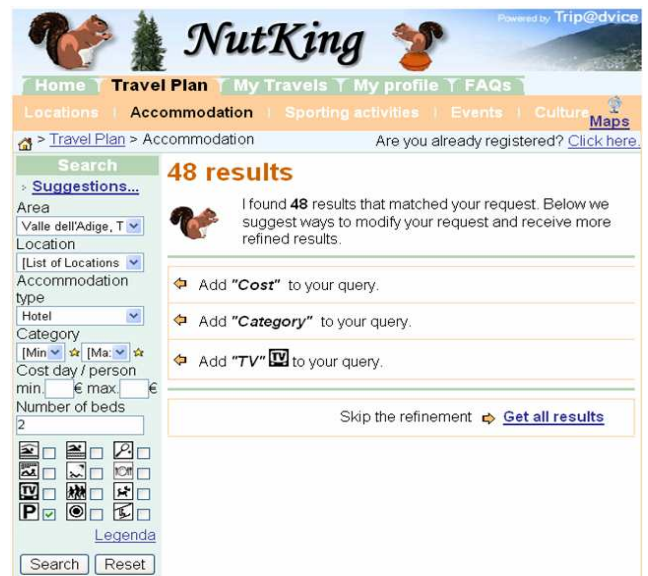 Powered by Trip@dvice
NutKing
Home Travel Plan My Travels My profile FAQs
Locations | Accommodation | Sporting activities | Events | Culture
Maps
> Travel Plan > Accommodation
Are you already registered? Click here.
Search
Suggestions...
Area
Valle dell'Adige, T
Location
[List of Locations
Accommodation
type
Hotel
Category
[Min [Ma:
Cost day / person
min. € max. €
Number of beds
2
TV
P
Legenda
Search Reset
48 results
I found 48 results that matched your request. Below we
suggest ways to modify your request and receive more
refined results.
Add "Cost" to your query.
Add "Category" to your query.
Add "TV" TV to your query.
Skip the refinement Get all results